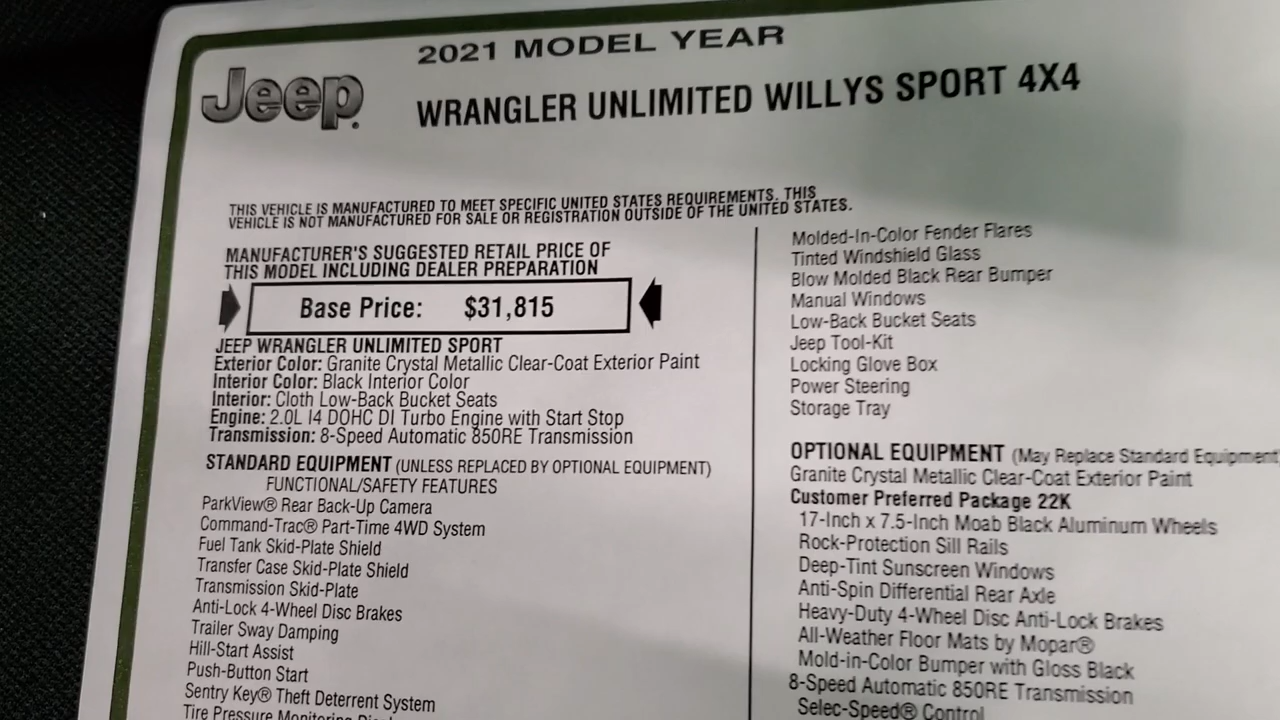 Jeep
2021 MODEL YEAR
WRANGLER UNLIMITED WILLYS SPORT 4X4
THIS VEHICLE IS MANUFACTURED TO MEET SPECIFIC UNITED STATES REQUIREMENTS. THIS
VEHICLE IS NOT MANUFACTURED FOR SALE OR REGISTRATION OUTSIDE OF THE UNITED STATES.
MANUFACTURER'S SUGGESTED RETAIL PRICE OF
THIS MODEL INCLUDING DEALER PREPARATION
Base Price: $31,815
JEEP WRANGLER UNLIMITED SPORT
Exterior Color: Granite Crystal Metallic Clear-Coat Exterior Paint
Interior Color: Black Interior Color
Interior: Cloth Low-Back Bucket Seats
Engine: 2.0L I4 DOHC DI Turbo Engine with Start Stop
Transmission: 8-Speed Automatic 850RE Transmission
STANDARD EQUIPMENT (UNLESS REPLACED BY OPTIONAL EQUIPMENT)
FUNCTIONAL/SAFETY FEATURES
ParkView® Rear Back-Up Camera
Command-Trac® Part-Time 4WD System
Fuel Tank Skid-Plate Shield
Transfer Case Skid-Plate Shield
Transmission Skid-Plate
Anti-Lock 4-Wheel Disc Brakes
Trailer Sway Damping
Hill-Start Assist
Push-Button Start
Sentry Key® Theft Deterrent System
Tire Pressure Monitoring
Molded-In-Color Fender Flares
Tinted Windshield Glass
Blow Molded Black Rear Bumper
Manual Windows
Low-Back Bucket Seats
Jeep Tool-Kit
Locking Glove Box
Power Steering
Storage Tray
OPTIONAL EQUIPMENT (May Replace Standard Equipment)
Granite Crystal Metallic Clear-Coat Exterior Paint
Customer Preferred Package 22K
17-Inch x 7.5-Inch Moab Black Aluminum Wheels
Rock-Protection Sill Rails
Deep-Tint Sunscreen Windows
Anti-Spin Differential Rear Axle
Heavy-Duty 4-Wheel Disc Anti-Lock Brakes
All-Weather Floor Mats by Mopar®
Mold-in-Color Bumper with Gloss Black
8-Speed Automatic 850RE Transmission
Selec-Speed® Control